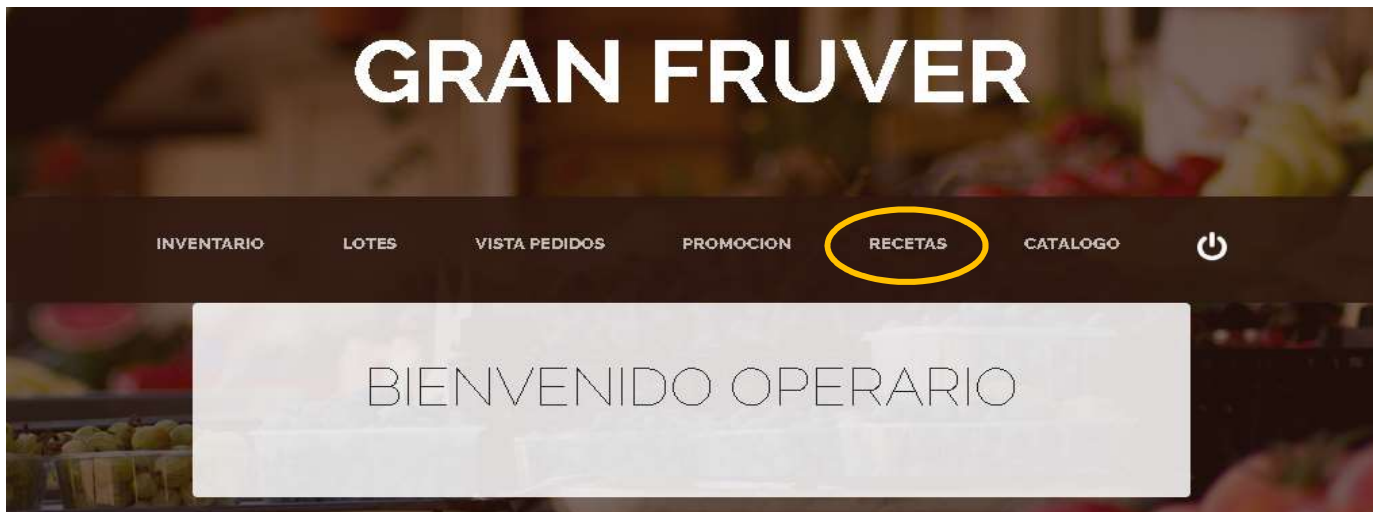 GRAN FRUVER
INVENTARIO LOTES VISTA PEDIDOS PROMOCION RECETAS CATALOGO
BIENVENIDO OPERARIO